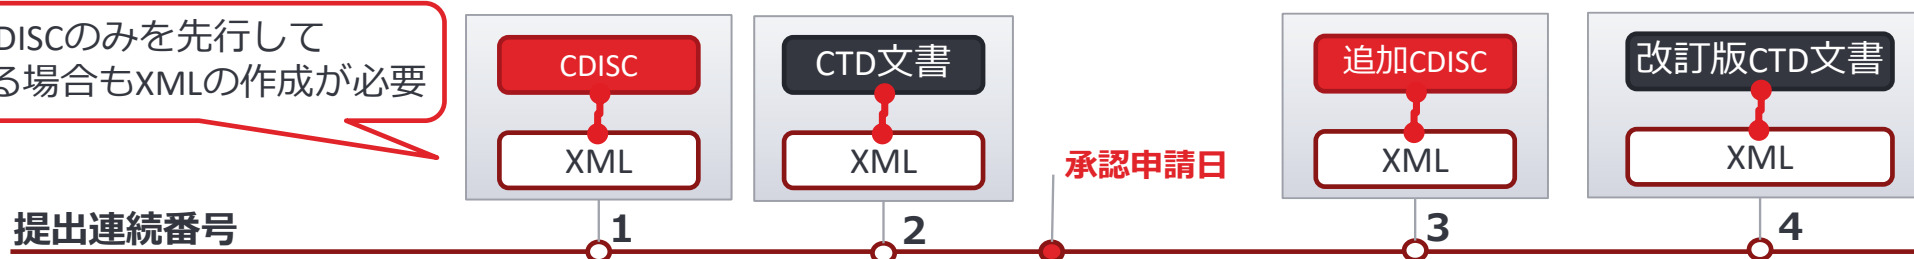 DISCのみを先行して
る場合もXMLの作成が必要
CDISC
XML
CTD文書
XML
承認申請日
追加CDISC
XML
改訂版CTD文書
XML
提出連続番号
1
2
3
4